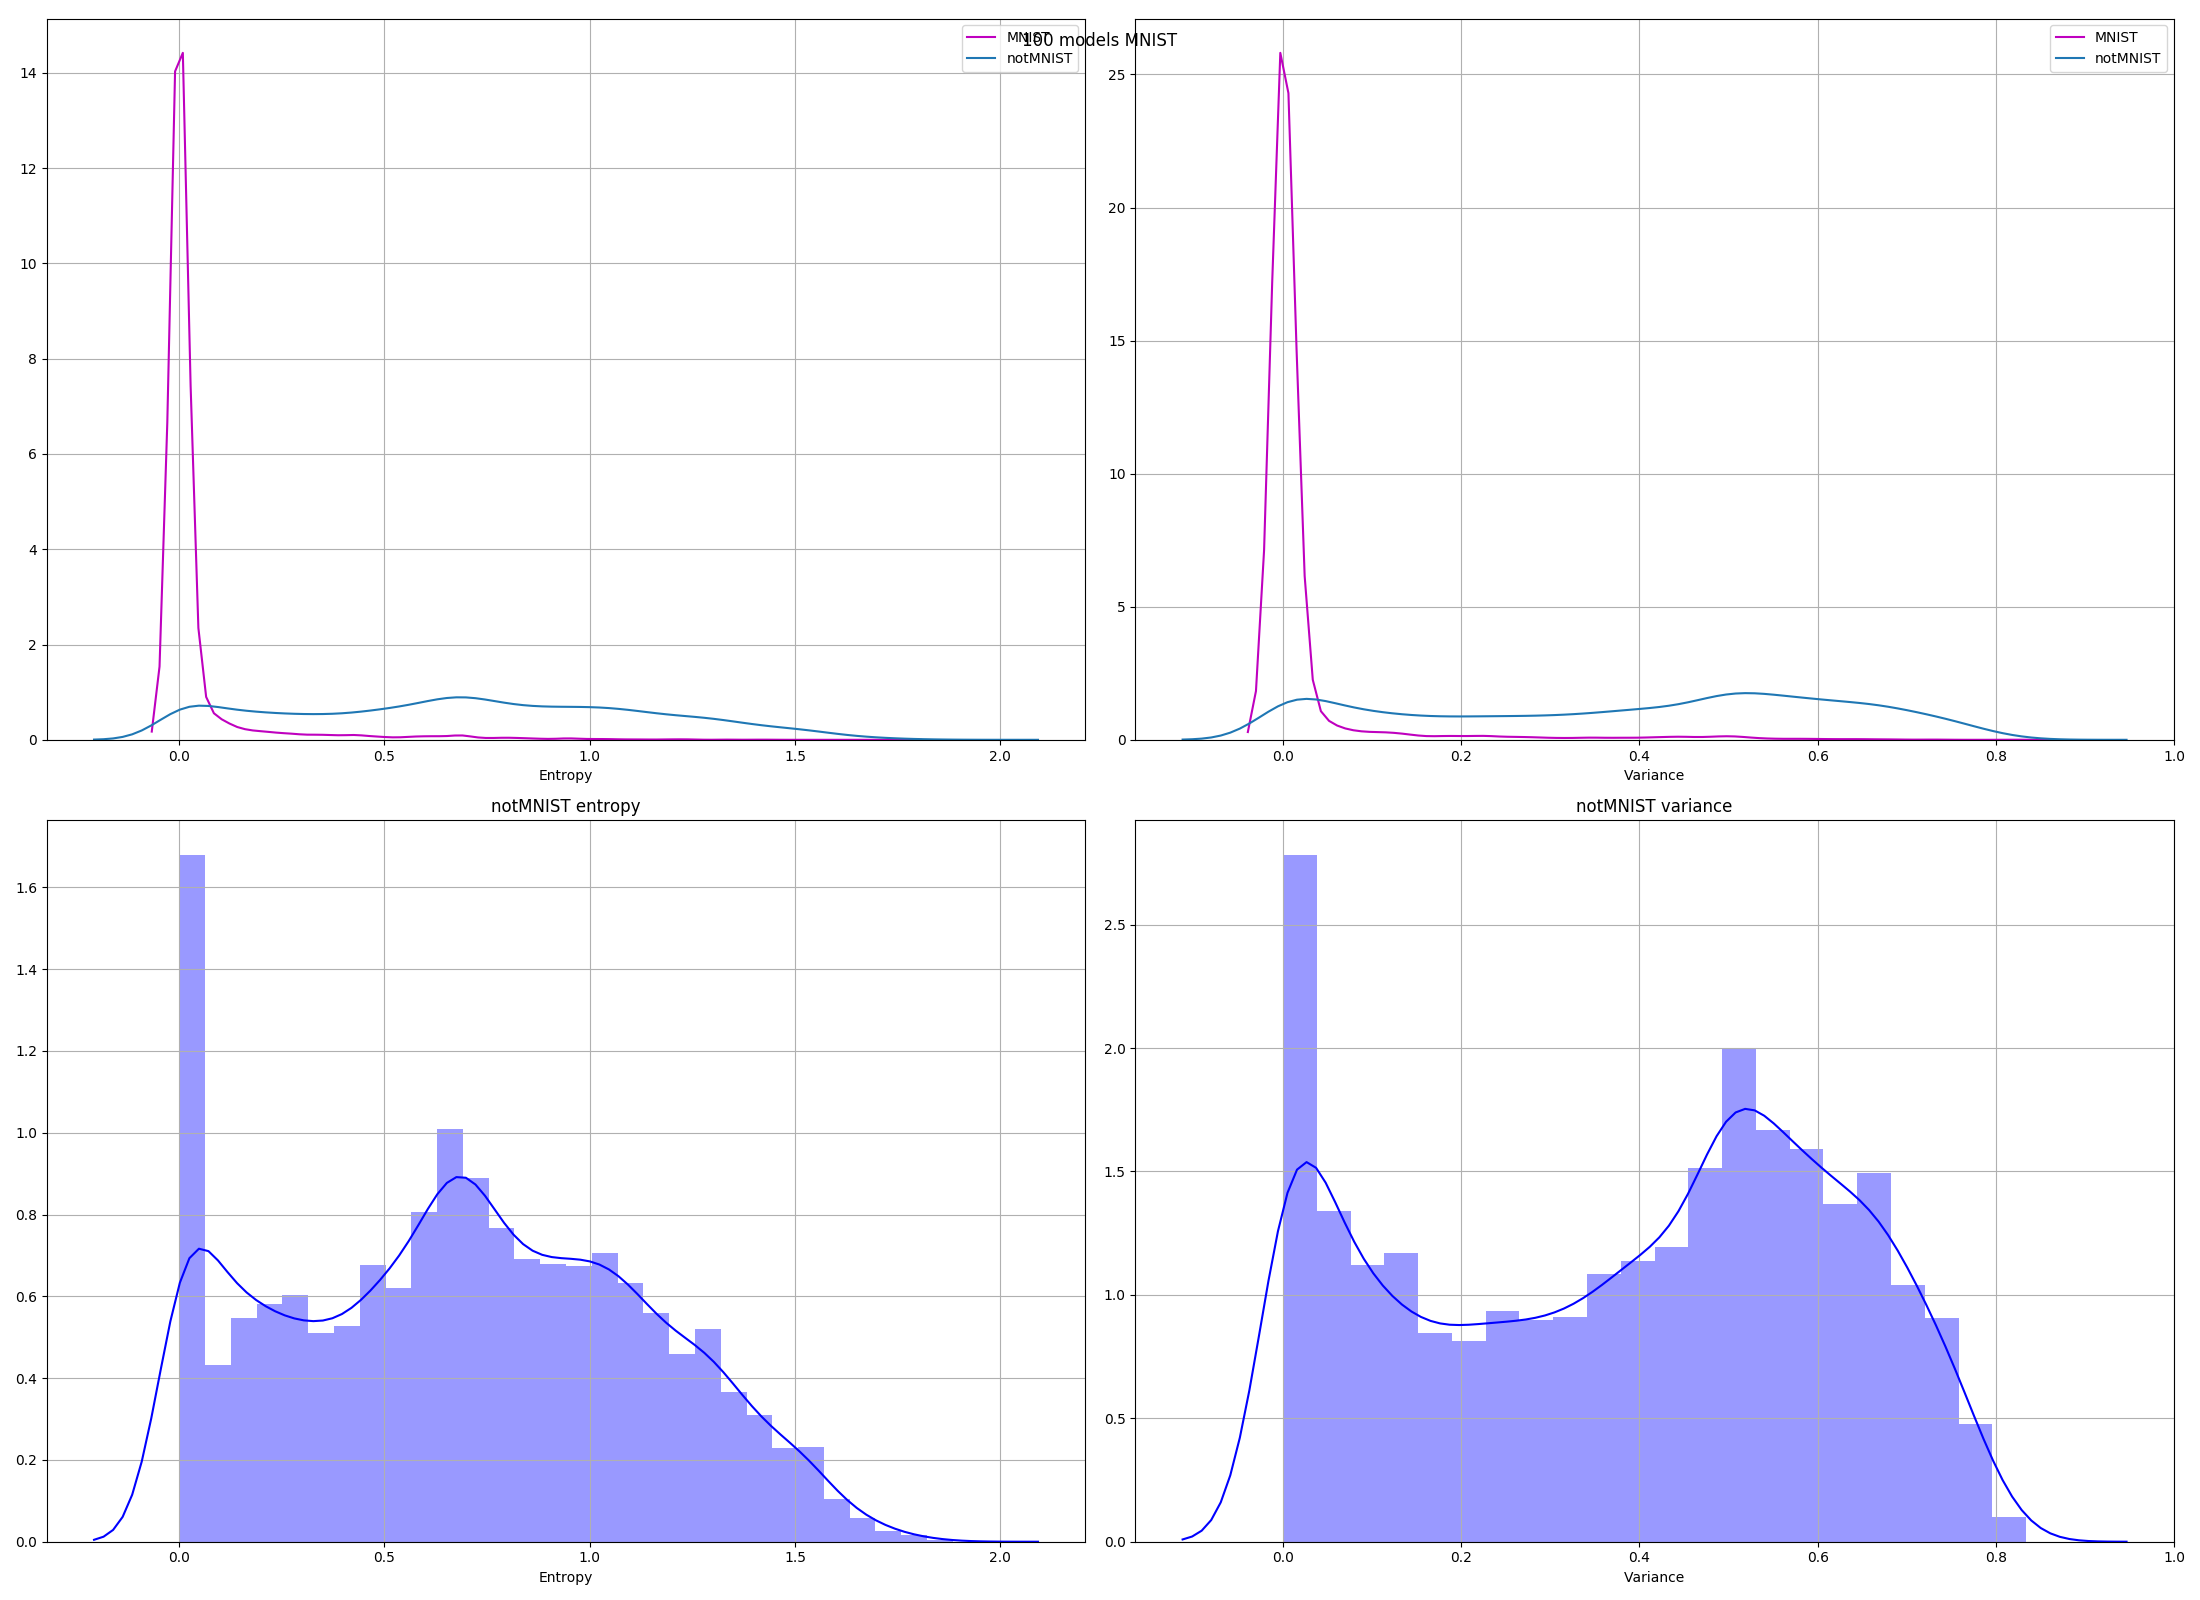 100 models MNIST
MNIST
notMNIST
14
12
10
8
6
4
2
0
0.0 0.5 1.0 1.5 2.0
Entropy
MNIST
notMNIST
25
20
15
10
5
0
0.0 0.2 0.4 0.6 0.8 1.0
Variance
notMNIST entropy
1.6
1.4
1.2
1.0
0.8
0.6
0.4
0.2
0.0
0.0 0.5 1.0 1.5 2.0
Entropy
notMNIST variance
2.5
2.0
1.5
1.0
0.5
0.0
0.0 0.2 0.4 0.6 0.8 1.0
Variance